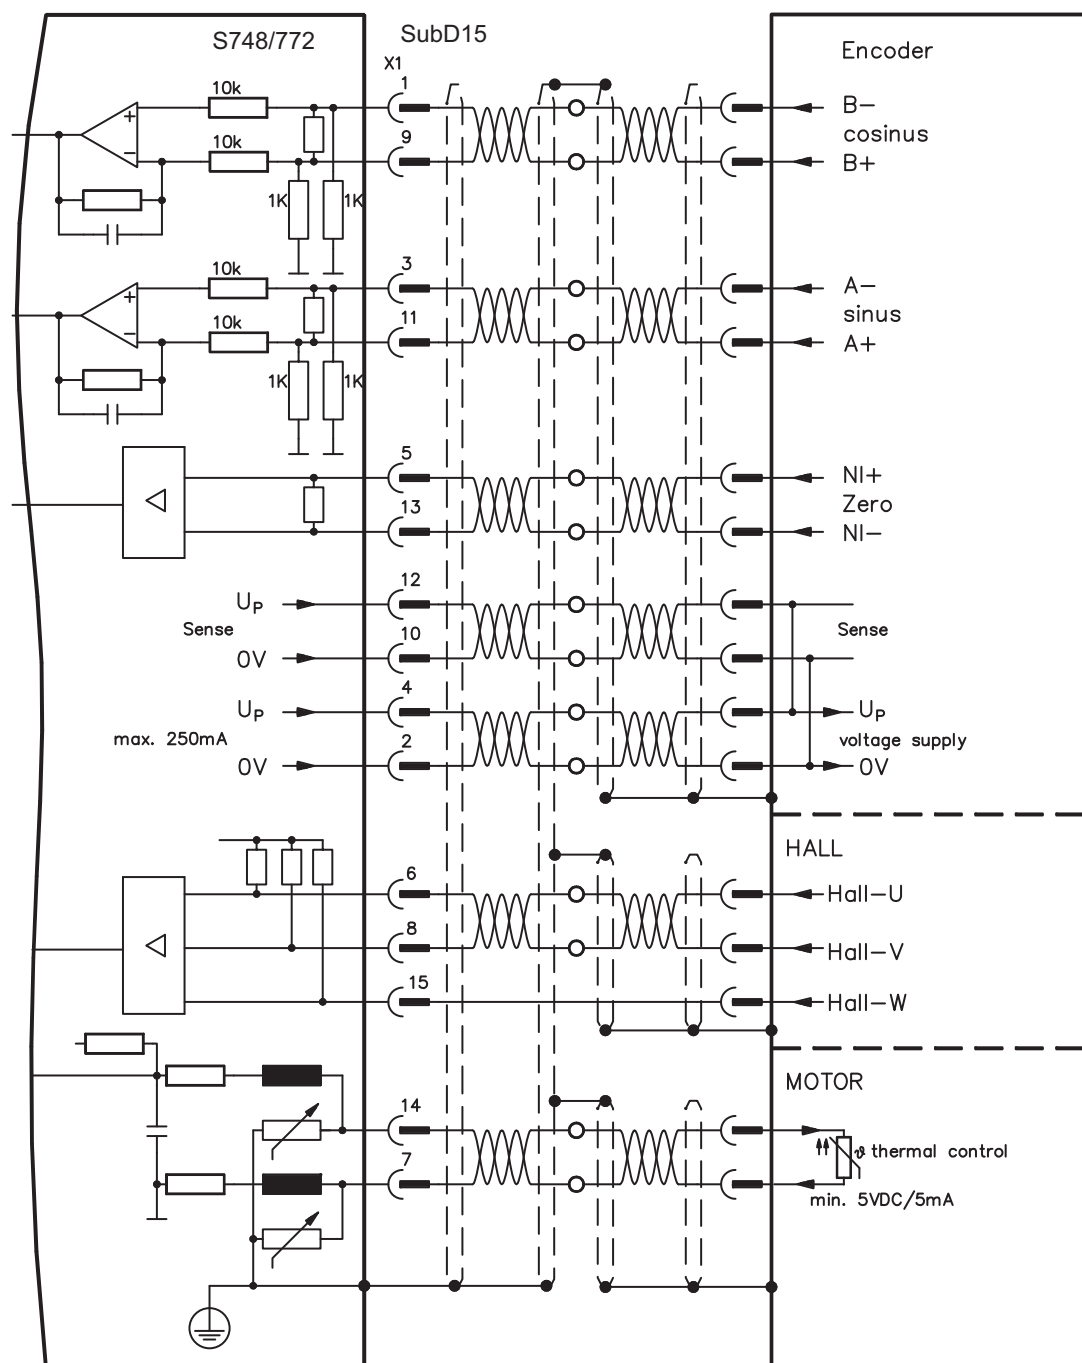 S748/772
SubD15
Encoder
X1
1
10k
B−
cosinus
B+
10k
9
+
−
1K
1K
3
10k
A−
sinus
A+
10k
11
+
−
1K
1K
5
NI+
Zero
NI−
13
12
UP
Sense
Sense
10
0V
4
UP
UP
max. 250mA
voltage supply
2
0V
0V
HALL
6
Hall−U
8
Hall−V
15
Hall−W
MOTOR
14
ϑ thermal control
7
min. 5VDC/5mA